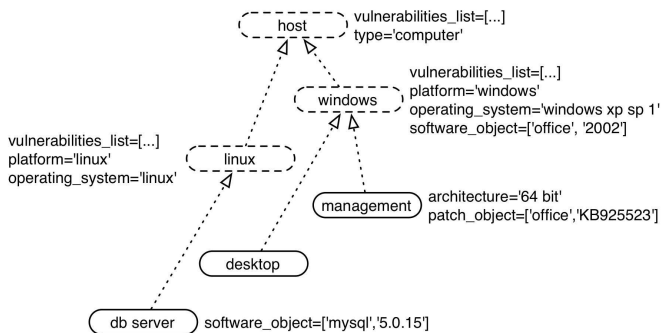 host
vulnerabilities_list=[...]
type='computer'
windows
vulnerabilities_list=[...]
platform='windows'
operating_system='windows xp sp 1'
software_object=['office', '2002']
vulnerabilities_list=[...]
platform='linux'
operating_system='linux'
linux
management
architecture='64 bit'
patch_object=['office','KB925523']
desktop
db server
software_object=['mysql','5.0.15']